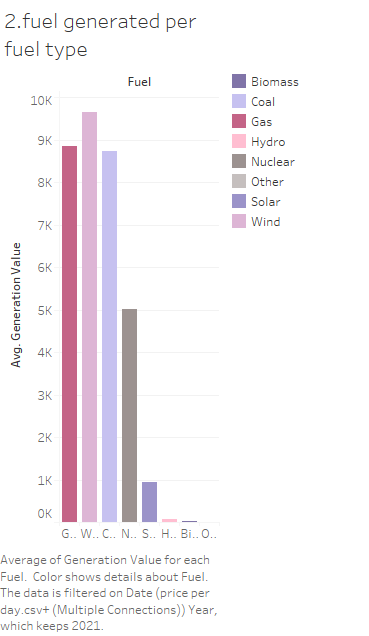 2.fuel generated per
fuel type
Fuel
Biomass
Coal
Gas
Hydro
Nuclear
Other
Solar
Wind
Avg. Generation Value
10K
9K
8K
7K
6K
5K
4K
3K
2K
1K
0K
G.. W.. C.. N.. S.. H.. Bi.. O..
Average of Generation Value for each
Fuel. Color shows details about Fuel.
The data is filtered on Date (price per
day.csv+ (Multiple Connections)) Year,
which keeps 2021.